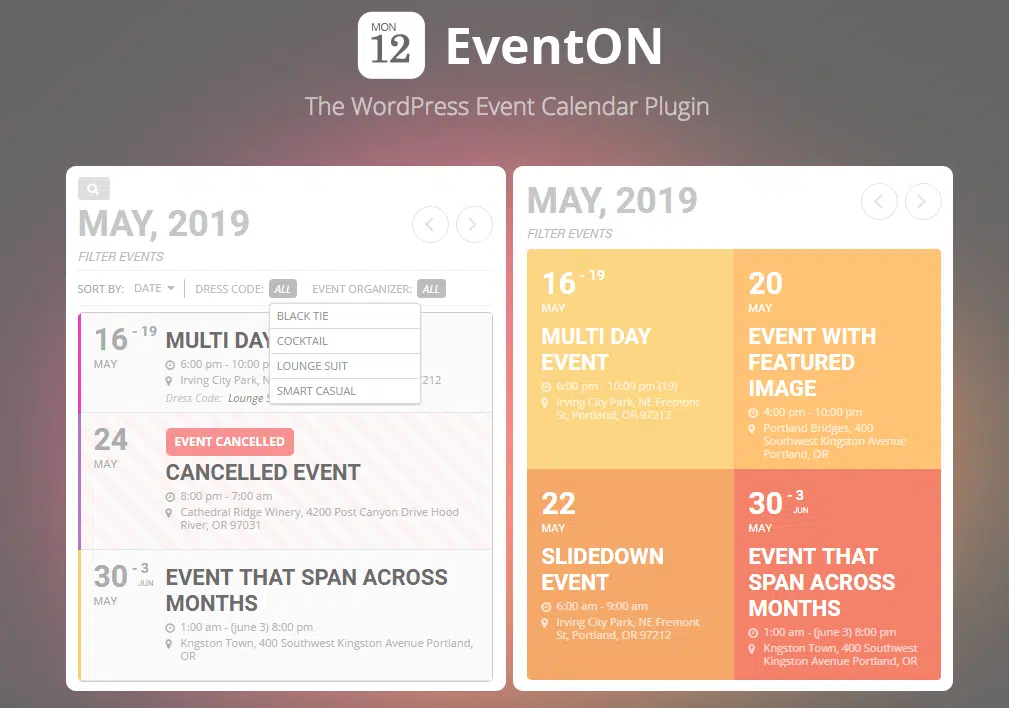 MON
12
EventON
The WordPress Event Calendar Plugin
MAY, 2019
FILTER EVENTS
SORT BY: DATE DRESS CODE: ALL EVENT ORGANIZER: ALL
BLACK TIE
COCKTAIL
LOUNGE SUIT
SMART CASUAL
16 - 19
MAY
MULTI DAY
6:00 pm - 10:00 p
Irving City Park, N 212
Dress Code: Lounge S
24
MAY
EVENT CANCELLED
CANCELLED EVENT
8:00 pm - 7:00 am
Cathedral Ridge Winery, 4200 Post Canyon Drive Hood
River, OR 97031
30 - 3
JUN
MAY
EVENT THAT SPAN ACROSS
MONTHS
1:00 am - (june 3) 8:00 pm
Kngston Town, 400 Southwest Kingston Avenue Portland,
OR
MAY, 2019
FILTER EVENTS
16 - 19
MAY
MULTI DAY
EVENT
6:00 pm - 10:00 pm (19)
Irving City Park, NE Fremont
St, Portland, OR 97212
20
MAY
EVENT WITH
FEATURED
IMAGE
4:00 pm - 10:00 pm
Portland Bridges, 400
Southwest Kingston Avenue
Portland, OR
22
MAY
SLIDEDOWN
EVENT
6:00 am - 9:00 am
Irving City Park, NE Fremont
St, Portland, OR 97212
30 - 3
JUN
MAY
EVENT THAT
SPAN ACROSS
MONTHS
1:00 am - (june 3) 8:00 pm
Kngston Town, 400 Southwest
Kingston Avenue Portland, OR